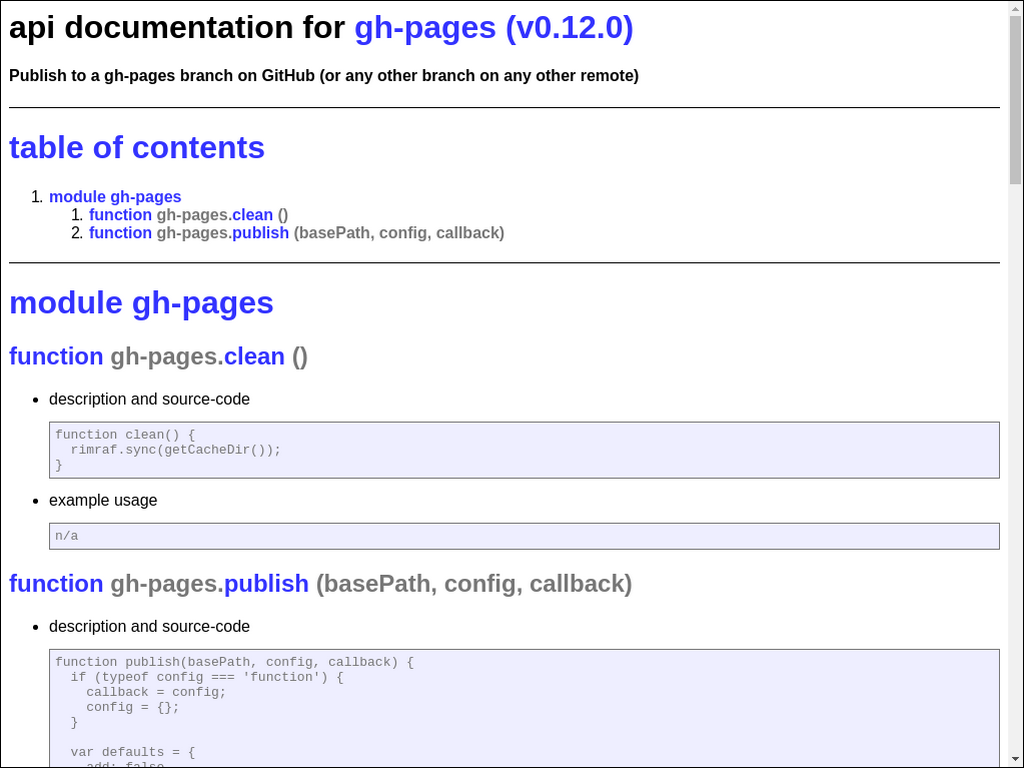 api documentation for gh-pages (v0.12.0)
Publish to a gh-pages branch on GitHub (or any other branch on any other remote)
table of contents
1. module gh-pages
1. function gh-pages.clean ()
2. function gh-pages.publish (basePath, config, callback)
module gh-pages
function gh-pages.clean ()
• description and source-code
function clean() {
  rimraf.sync(getCacheDir());
}
• example usage
n/a
function gh-pages.publish (basePath, config, callback)
• description and source-code
function publish(basePath, config, callback) {
  if (typeof config === 'function') {
    callback = config;
    config = {};
  }
  var defaults = {
    add: false